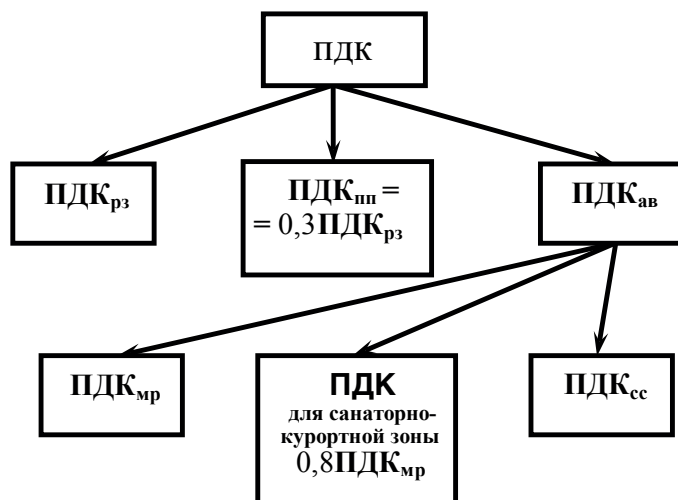 ПДК
ПДКрз
ПДКпп =
= 0,3ПДКрз
ПДКав
ПДКмр
ПДК
для санаторно-
курортной зоны
0,8ПДКмр
ПДКсс